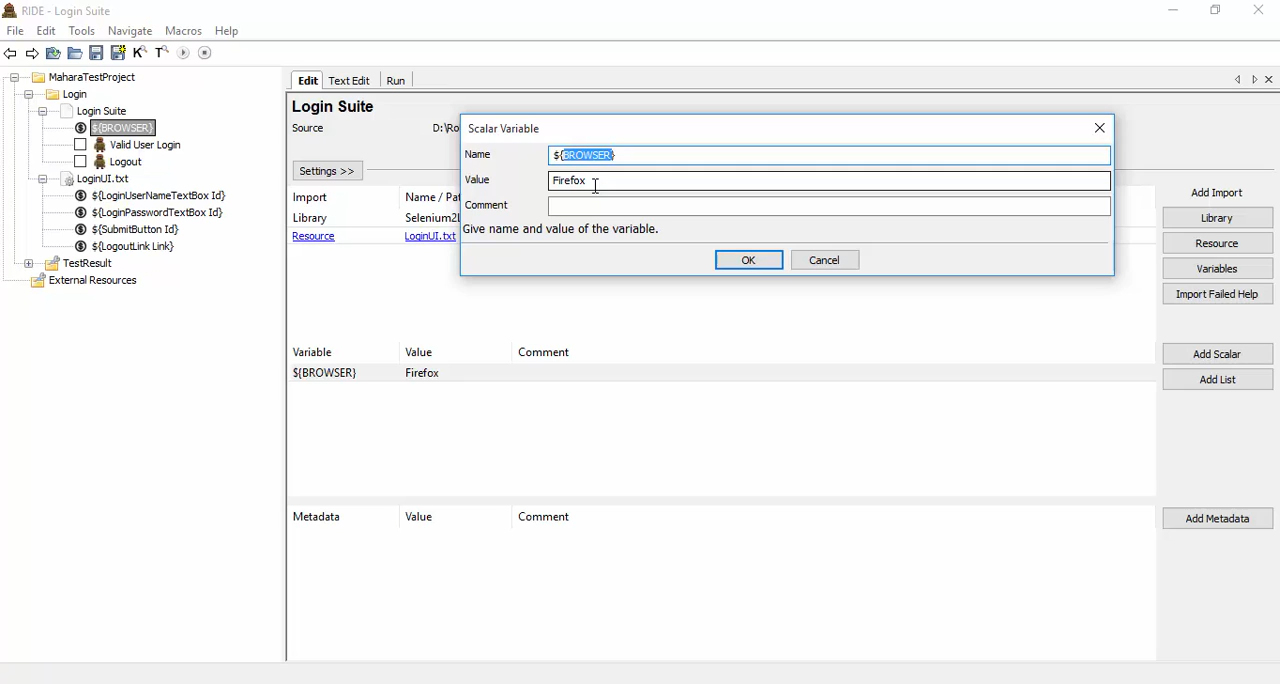 RIDE - Login Suite
File Edit Tools Navigate Macros Help
MaharaTestProject
Login
Login Suite
${BROWSER}
Valid User Login
Logout
LoginUI.txt
${LoginUserNameTextBox Id}
${LoginPasswordTextBox Id}
${SubmitButton Id}
${LogoutLink Link}
TestResult
External Resources
Edit Text Edit Run
Login Suite
Source
Settings >>
Import
Library
Resource LoginUI.txt
Scalar Variable
Name ${BROWSER}
Value Firefox
Comment
Give name and value of the variable.
OK Cancel
Variable Value Comment
${BROWSER} Firefox
Metadata Value Comment
Add Import
Library
Resource
Variables
Import Failed Help
Add Scalar
Add List
Add Metadata